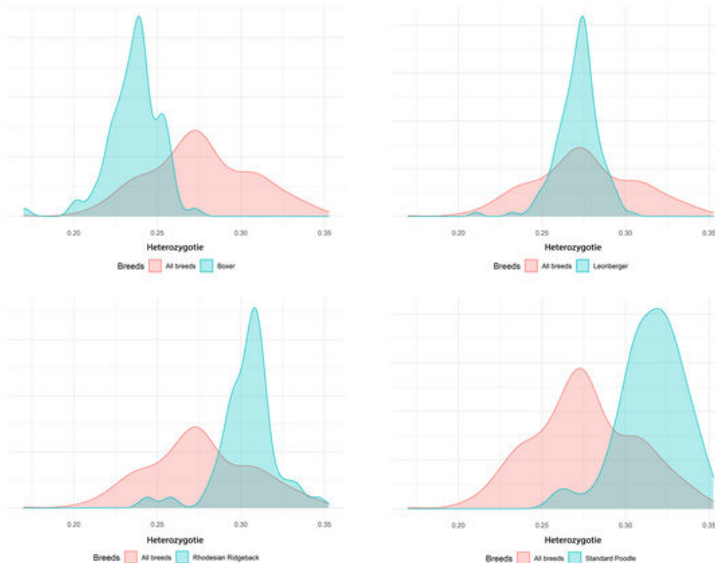 0.20 0.25 0.30 0.35
Heterozygotie
Breeds All breeds Boxer
0.20 0.25 0.30 0.35
Heterozygotie
Breeds All breeds Leonberger
0.20 0.25 0.30 0.35
Heterozygotie
Breeds All breeds Rhodesian Ridgeback
0.20 0.25 0.30 0.35
Heterozygotie
Breeds All breeds Standard Poodle